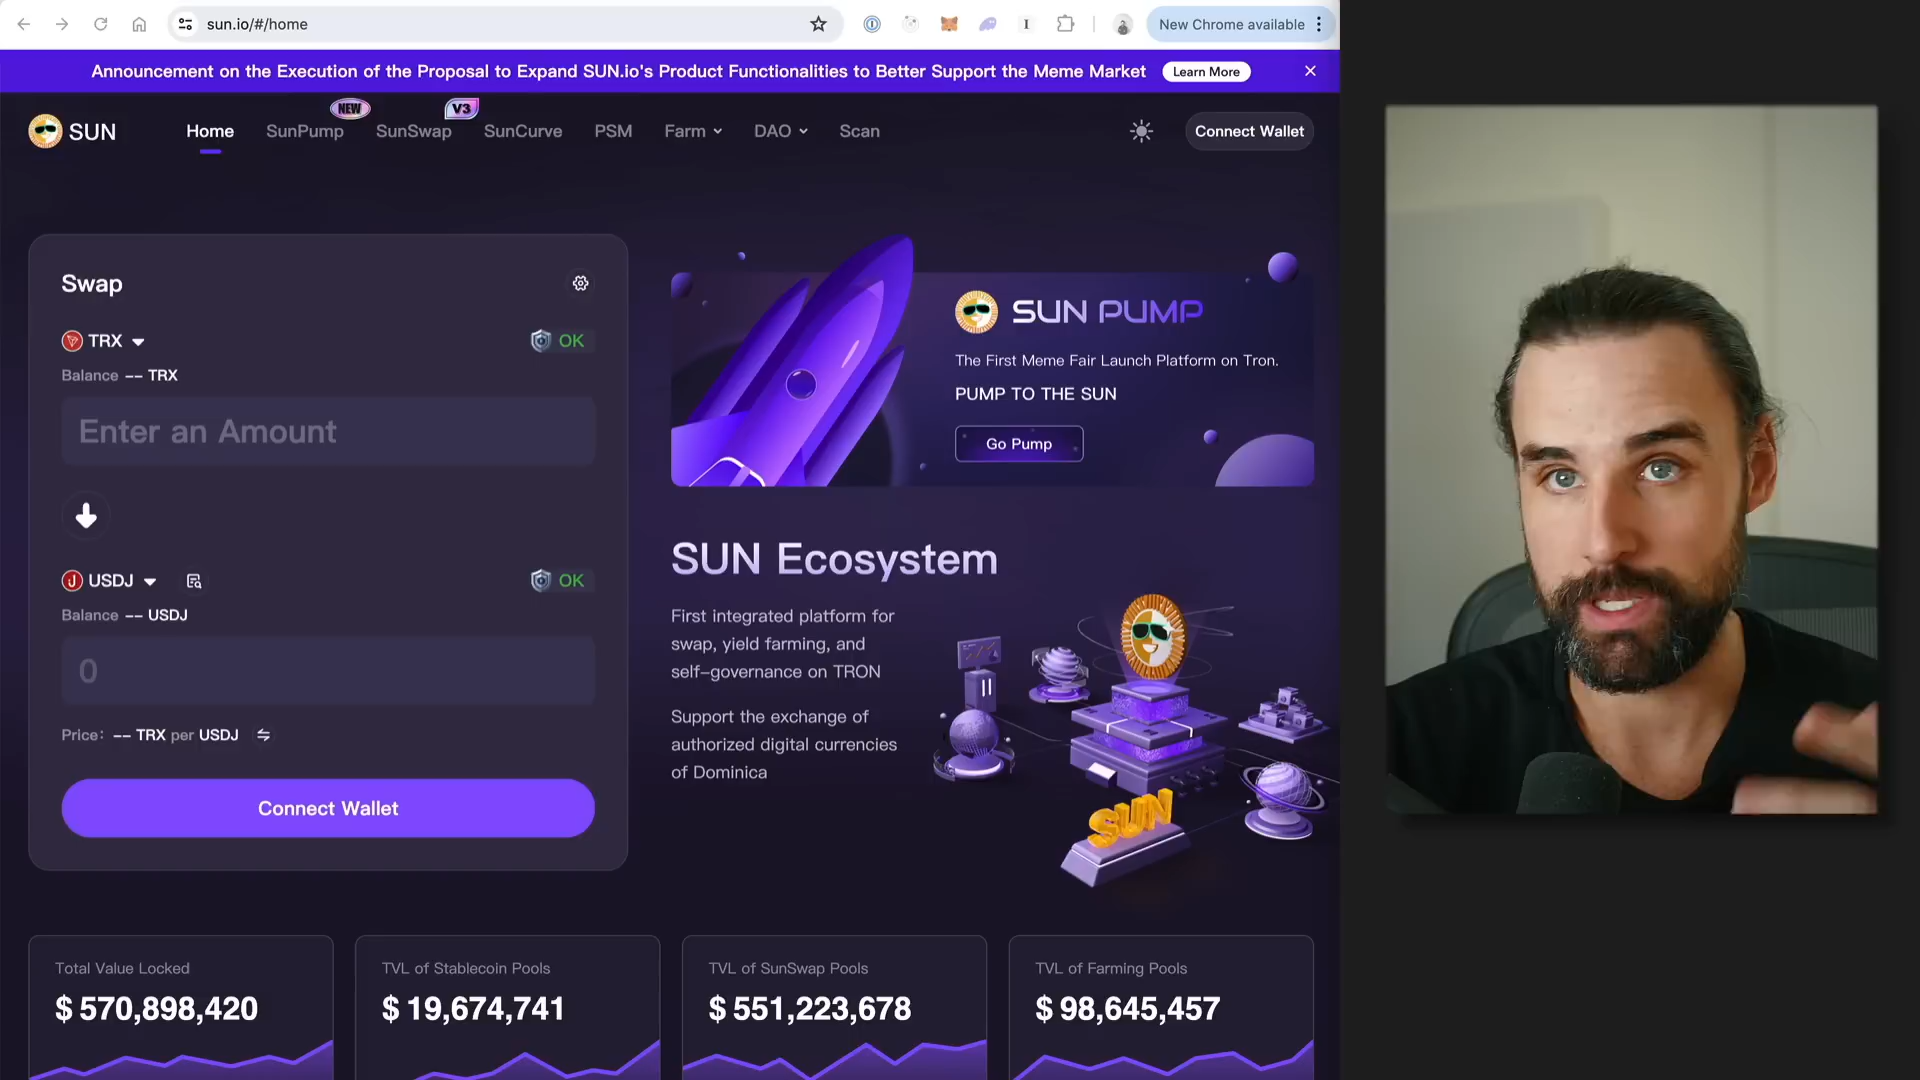 sun.io/#/home
New Chrome available
Announcement on the Execution of the Proposal to Expand SUN.io's Product Functionalities to Better Support the Meme Market
Learn More
SUN
Home
SunPump
NEW
SunSwap
V3
SunCurve
PSM
Farm
DAO
Scan
Connect Wallet
Swap
TRX
OK
Balance -- TRX
Enter an Amount
USDJ
OK
Balance -- USDJ
0
Price: -- TRX per USDJ
Connect Wallet
SUN PUMP
The First Meme Fair Launch Platform on Tron.
PUMP TO THE SUN
Go Pump
SUN Ecosystem
First integrated platform for
swap, yield farming, and
self-governance on TRON
Support the exchange of
authorized digital currencies
of Dominica
SUN
Total Value Locked
$ 570,898,420
TVL of Stablecoin Pools
$ 19,674,741
TVL of SunSwap Pools
$ 551,223,678
TVL of Farming Pools
$ 98,645,457